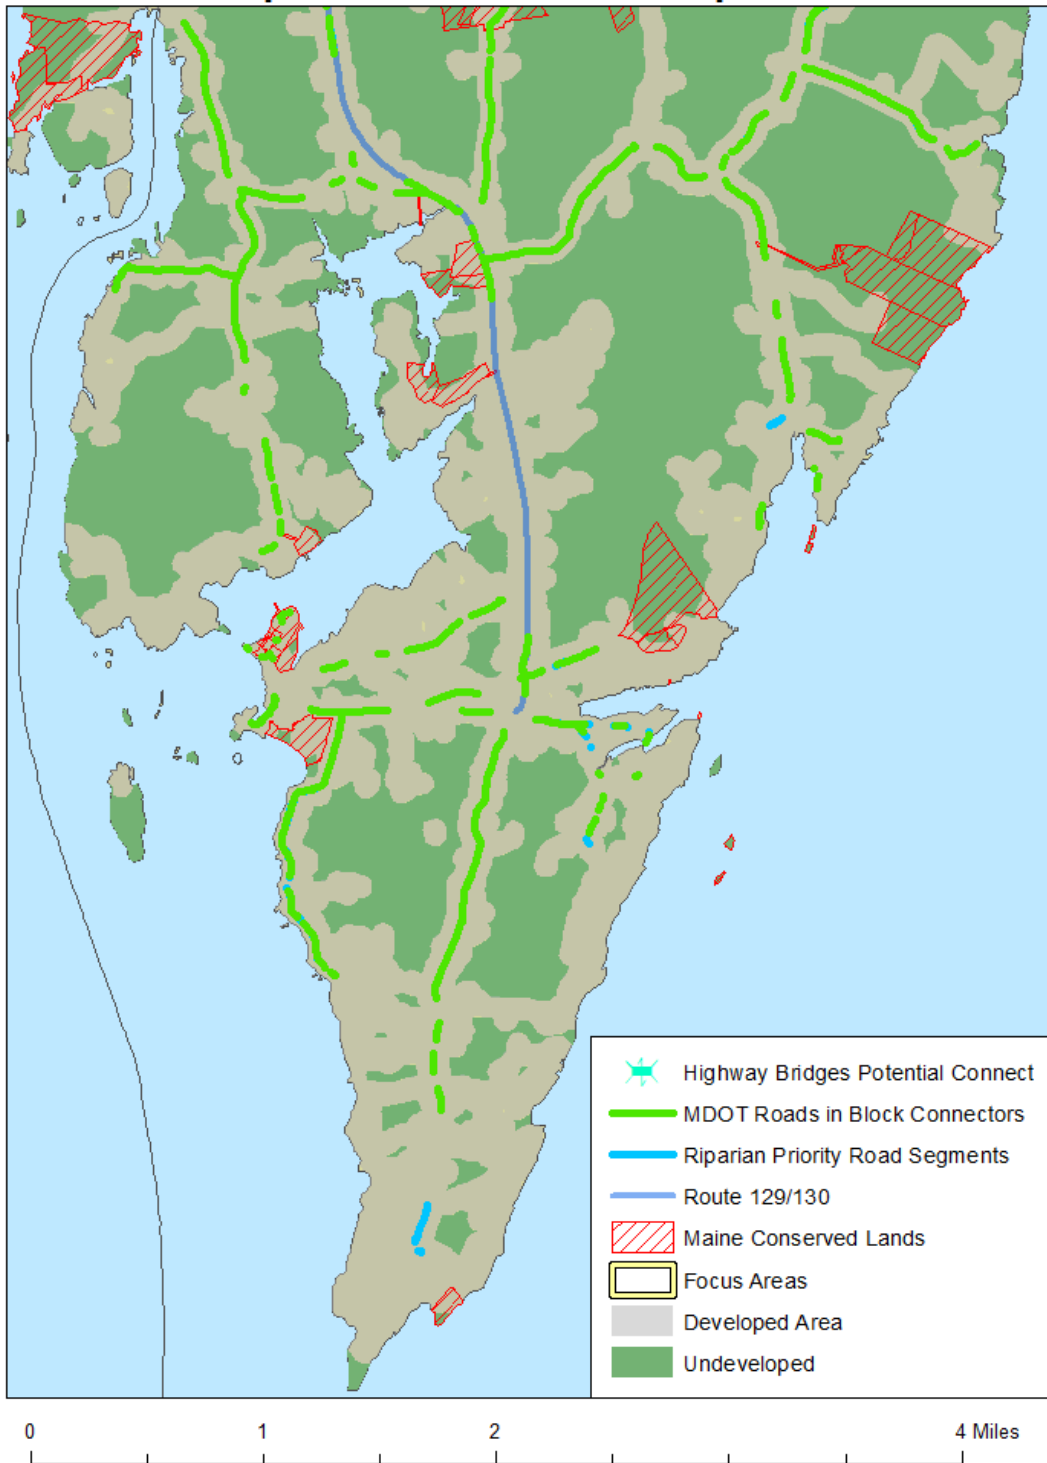 Highway Bridges Potential Connect
MDOT Roads in Block Connectors
Riparian Priority Road Segments
Route 129/130
Maine Conserved Lands
Focus Areas
Developed Area
Undeveloped
0 1 2 4 Miles